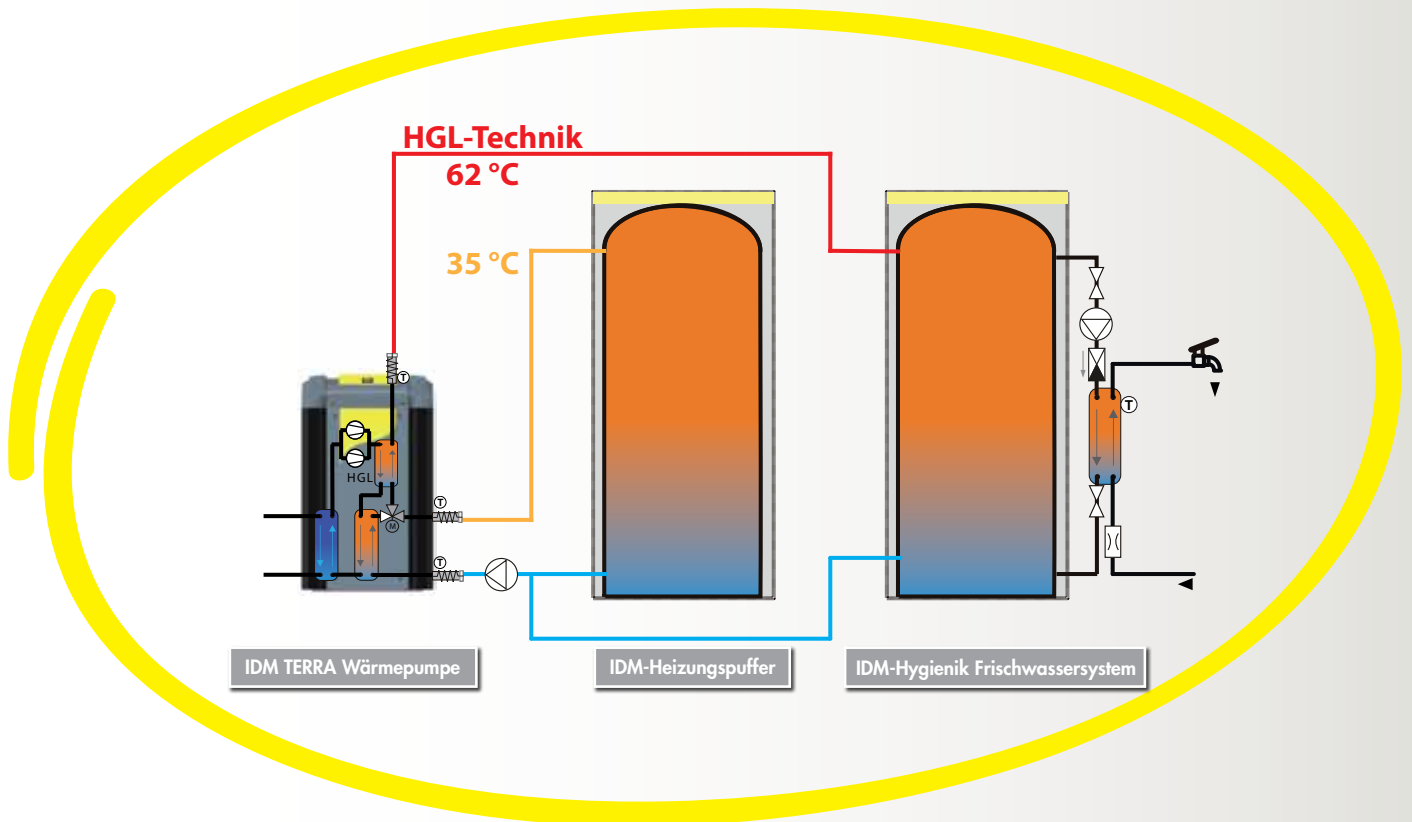 HGL-Technik
62 °C
35 °C
T
HGL
T
M
T
T
IDM TERRA Wärmepumpe
IDM-Heizungspuffer
IDM-Hygienik Frischwassersystem